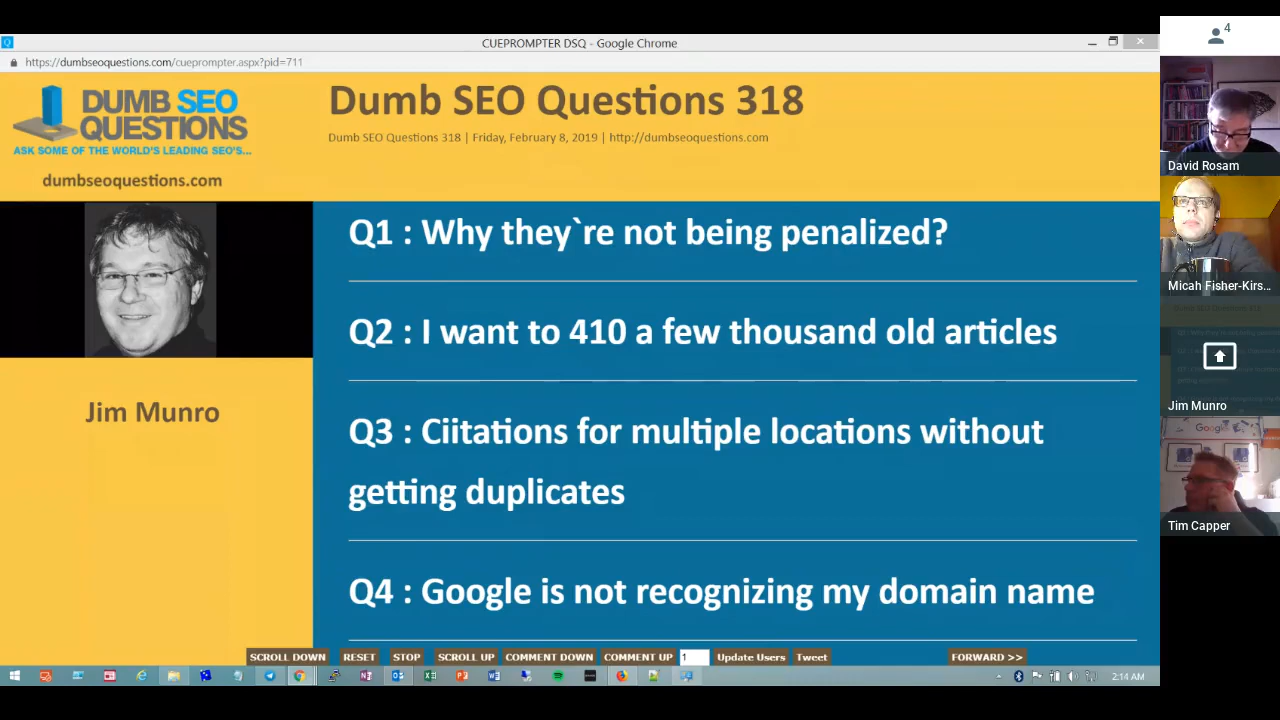 CUEPROMPTER DSQ - Google Chrome
https://dumbseoquestions.com/cueprompter.aspx?pid=711
DUMB SEO
QUESTIONS
ASK SOME OF THE WORLD'S LEADING SEO'S...
dumbseoquestions.com
Dumb SEO Questions 318
Dumb SEO Questions 318 | Friday, February 8, 2019 | http://dumbseoquestions.com
Jim Munro
Q1 : Why they`re not being penalized?
Q2 : I want to 410 a few thousand old articles
Q3 : Ciitations for multiple locations without
getting duplicates
Q4 : Google is not recognizing my domain name
SCROLL DOWN RESET STOP SCROLL UP COMMENT DOWN COMMENT UP 1 Update Users Tweet FORWARD >>
2:14 AM
4
David Rosam
Micah Fisher-Kirs...
Jim Munro
Google
Tim Capper